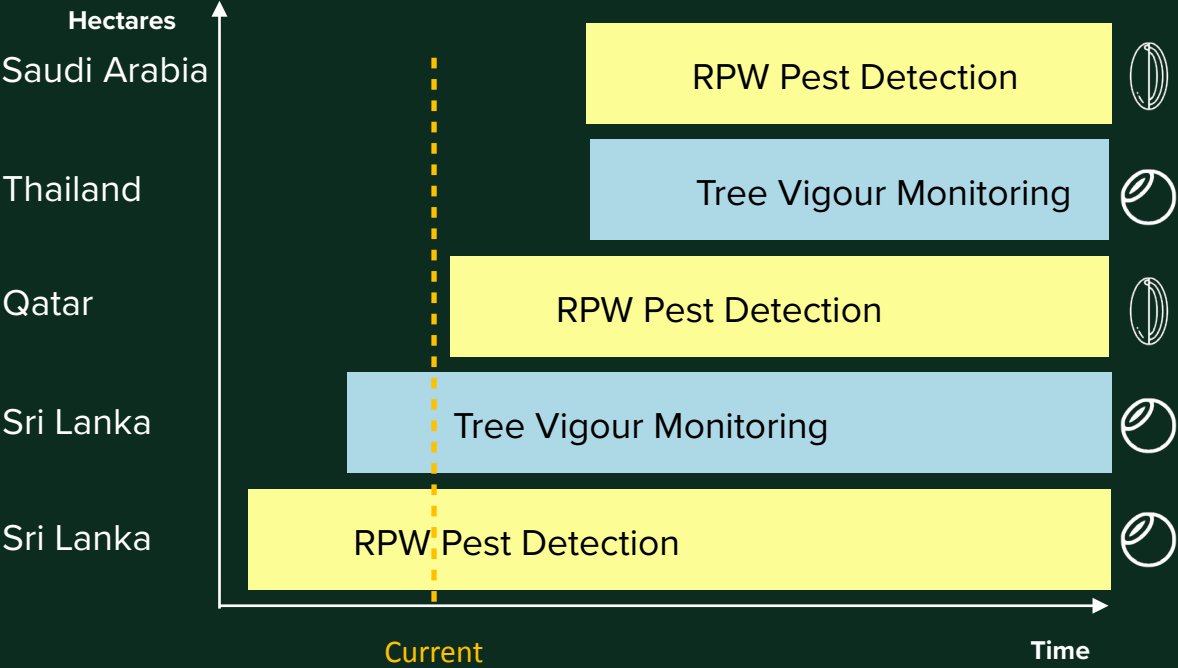 Hectares
Saudi Arabia
RPW Pest Detection
Thailand
Tree Vigour Monitoring
Qatar
RPW Pest Detection
Sri Lanka
Tree Vigour Monitoring
Sri Lanka
RPW Pest Detection
Current
Time